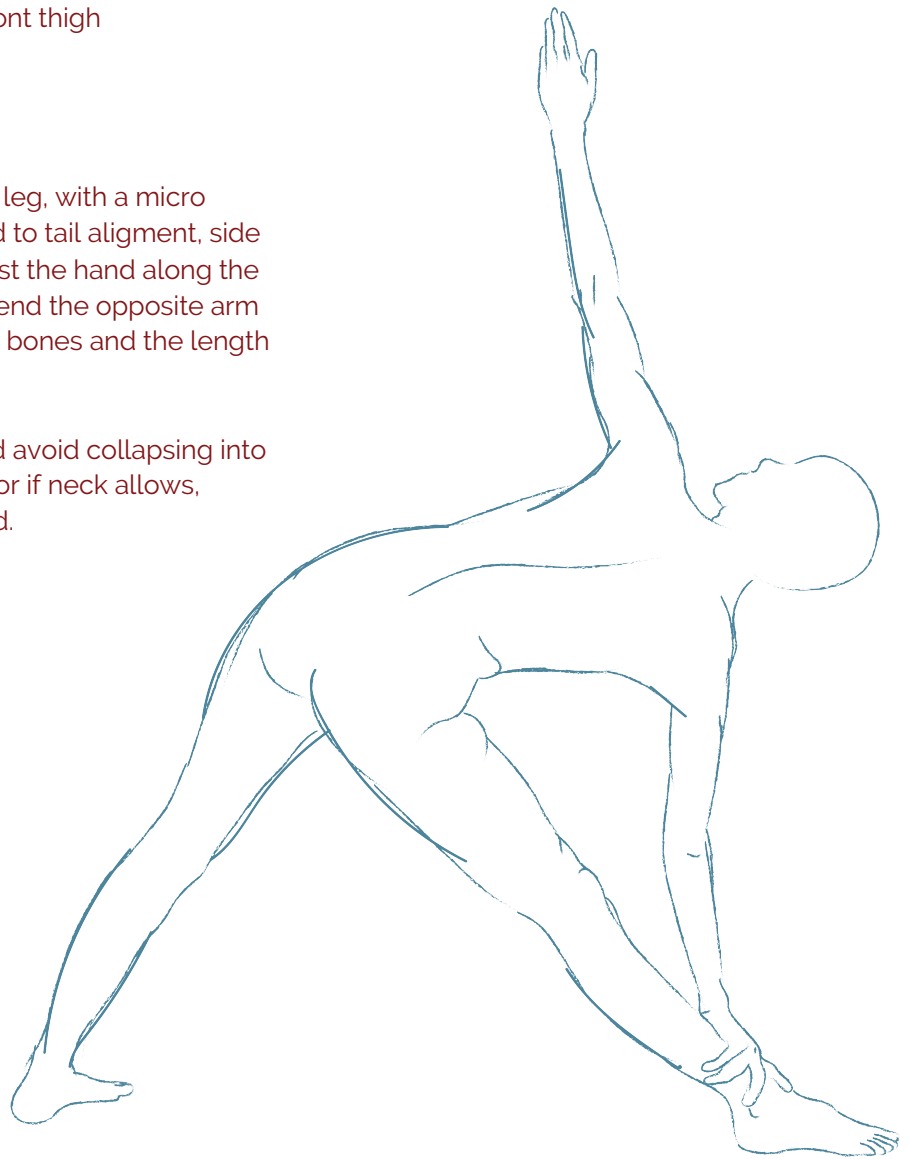 ont thigh
leg, with a micro
d to tail aligment, side
st the hand along the
end the opposite arm
bones and the length
d avoid collapsing into
or if neck allows,
d.